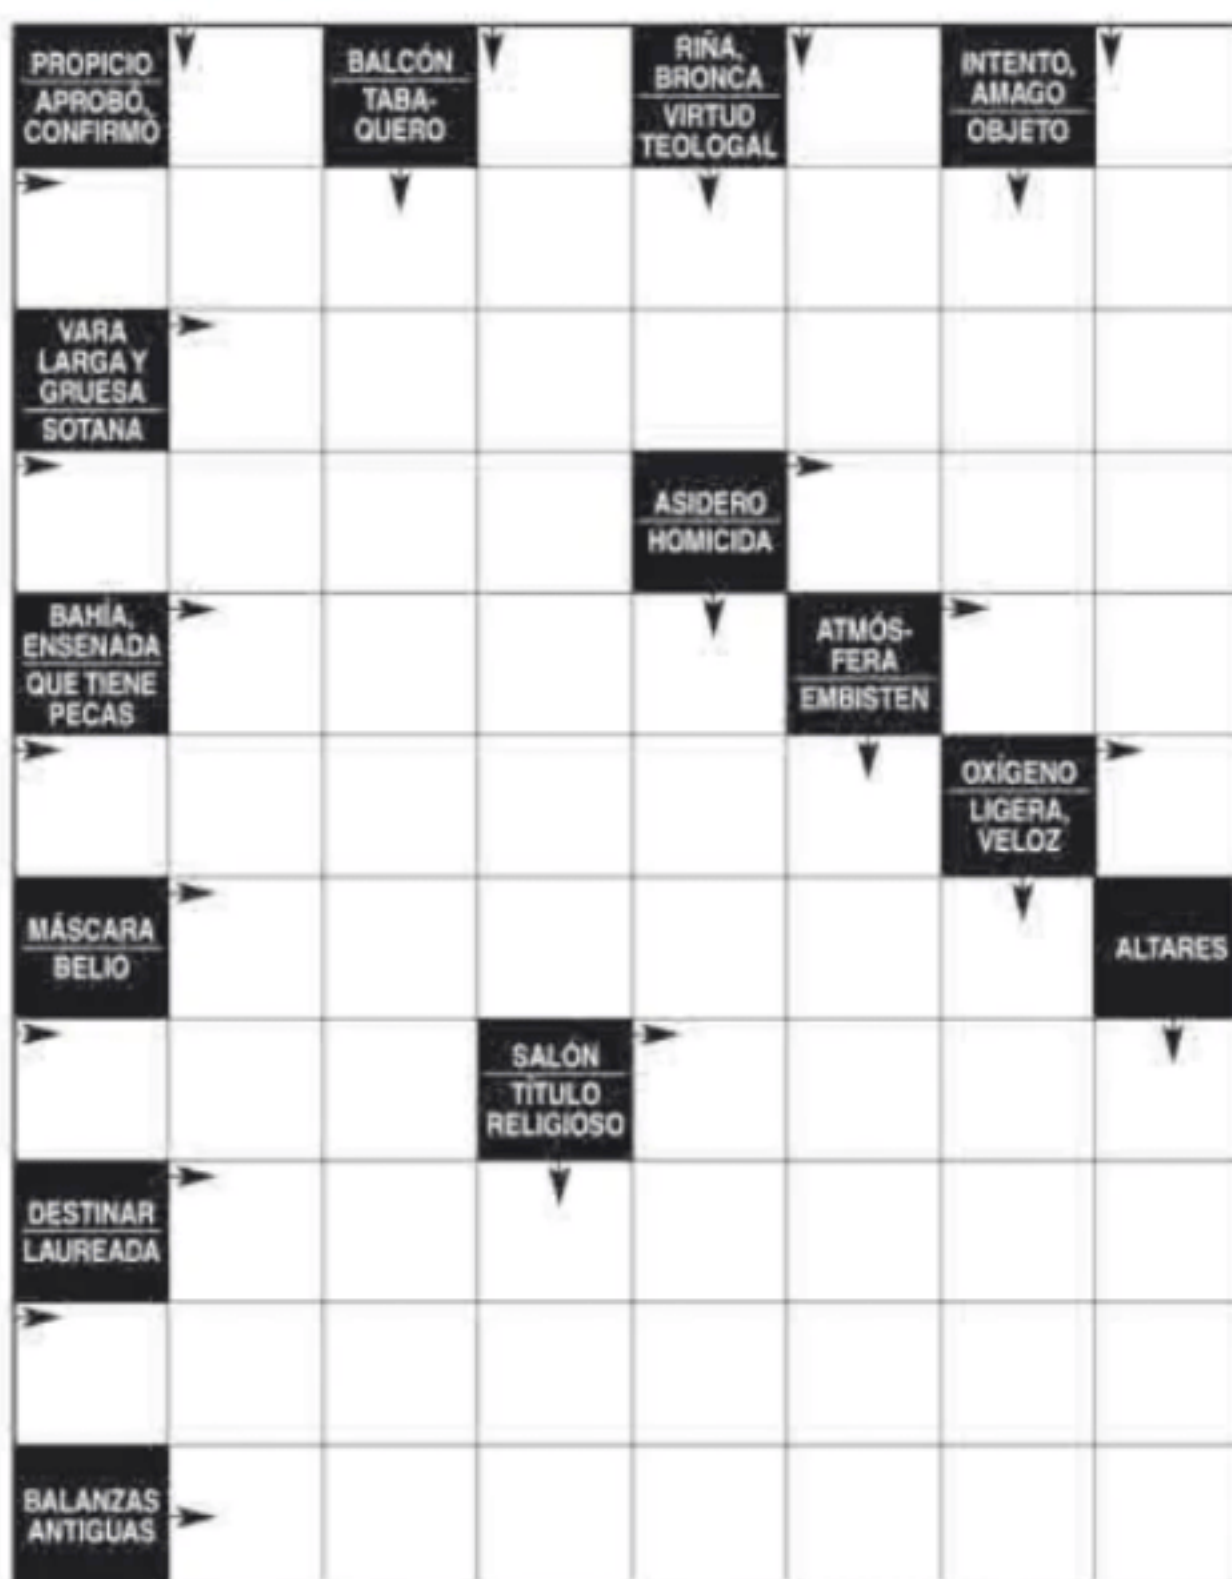 PROPICIO
APROBÓ,
CONFIRMÓ
BALCÓN
TABA-
QUERO
RIÑA,
BRONCA
VIRTUD
TEOLOGAL
INTENTO,
AMAGO
OBJETO
VARA
LARGA Y
GRUESA
SOTANA
ASIDERO
HOMICIDA
BAHÍA,
ENSENADA
QUE TIENE
PECAS
ATMÓS-
FERA
EMBISTEN
OXÍGENO
LIGERA,
VELOZ
MÁSCARA
BELIO
ALTARES
SALÓN
TÍTULO
RELIGIOSO
DESTINAR
LAUREADA
BALANZAS
ANTIGUAS